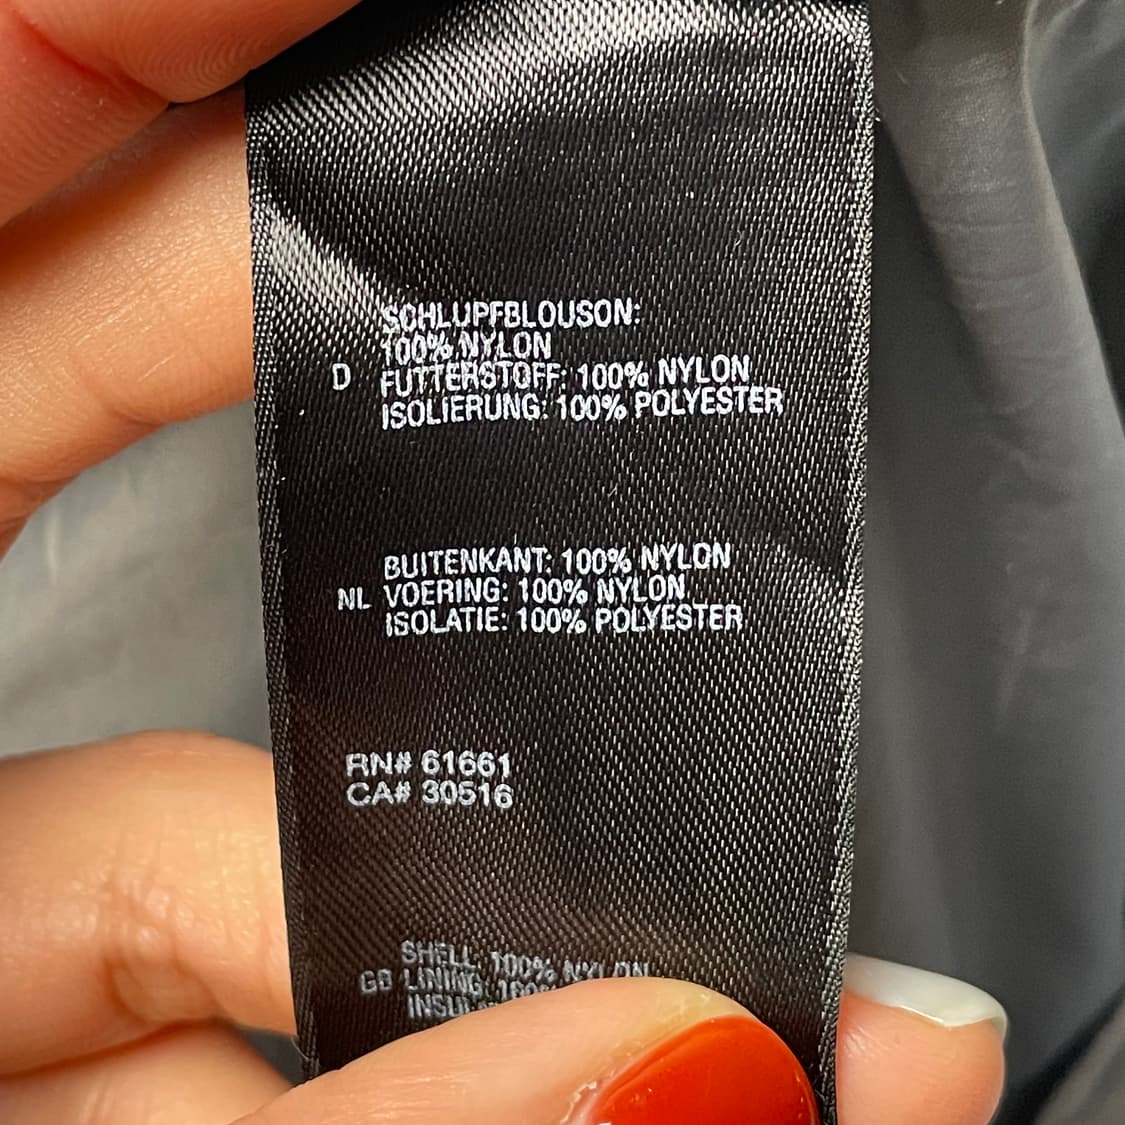 SCHLUPFBLOUSON:
100% NYLON
D FUTTERSTOFF: 100% NYLON
ISOLIERUNG: 100% POLYESTER
BUITENKANT: 100% NYLON
NL VOERING: 100% NYLON
ISOLATIE: 100% POLYESTER
RN# 61661
CA# 30516
SHELL 100% NYLON
GB LINING